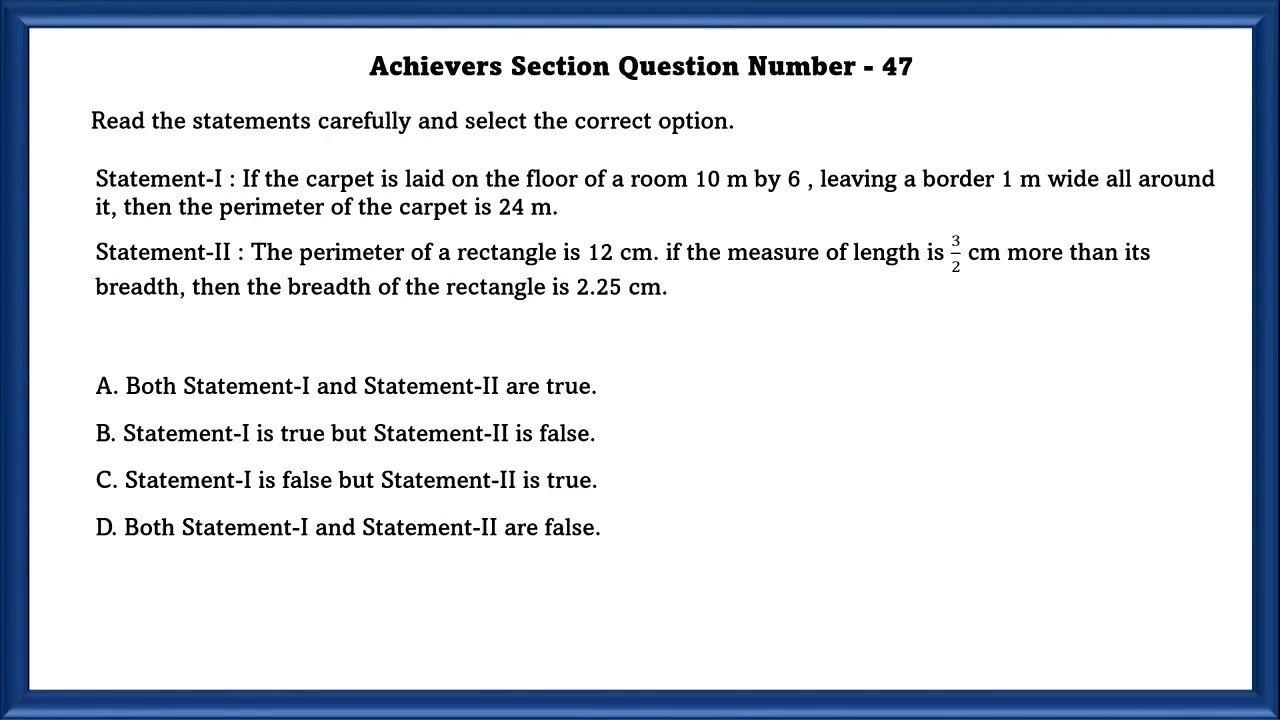 Achievers Section Question Number - 47
Read the statements carefully and select the correct option.
Statement-I : If the carpet is laid on the floor of a room 10 m by 6 , leaving a border 1 m wide all around
it, then the perimeter of the carpet is 24 m.
Statement-II : The perimeter of a rectangle is 12 cm. if the measure of length is 3/2 cm more than its
breadth, then the breadth of the rectangle is 2.25 cm.
A. Both Statement-I and Statement-II are true.
B. Statement-I is true but Statement-II is false.
C. Statement-I is false but Statement-II is true.
D. Both Statement-I and Statement-II are false.